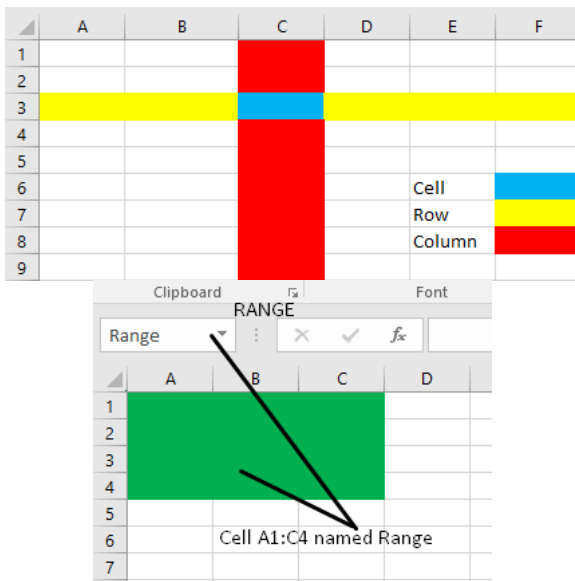 A B C D E F
1
2
3
4
5
6 Cell
7 Row
8 Column
9
Clipboard Font
RANGE
Range fx
A B C D
1
2
3
4
5
6 Cell A1:C4 named Range
7